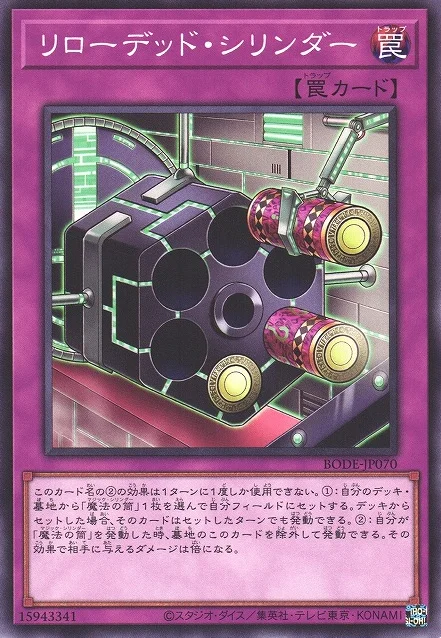 リローデッド・シリンダー
トラップ
罠
トラップ
【罠カード】
BODE-JP070
このカード名の②の効果は1ターンに1度しか使用できない。①:自分のデッキ・
墓地から「魔法の筒」1枚を選んで自分フィールドにセットする。デッキから
セットした場合、そのカードはセットしたターンでも発動できる。②:自分が
「魔法の筒」を発動した時、墓地のこのカードを除外して発動できる。その
効果で相手に与えるダメージは倍になる。
15943341
©スタジオ・ダイス/集英社・テレビ東京・KONAMI